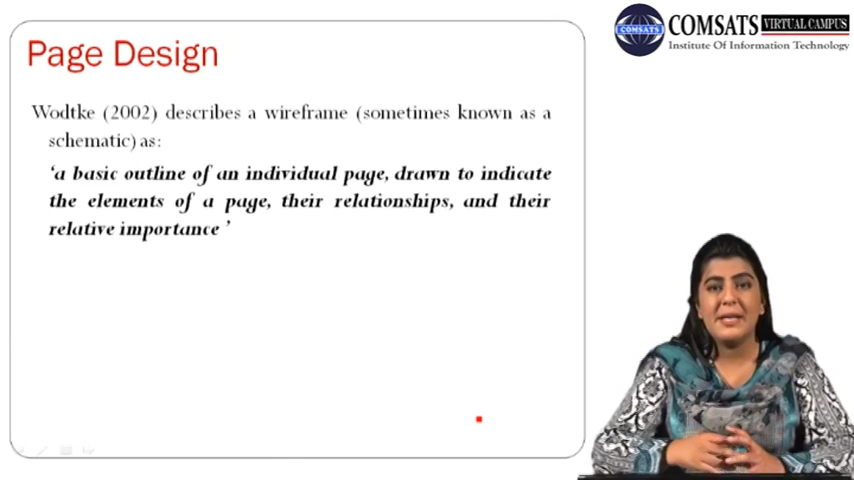 Page Design
COMSATS VIRTUAL CAMPUS
COMSATS
Institute Of Information Technology
Wodtke (2002) describes a wireframe (sometimes known as a
schematic) as:
‘a basic outline of an individual page, drawn to indicate
the elements of a page, their relationships, and their
relative importance ’